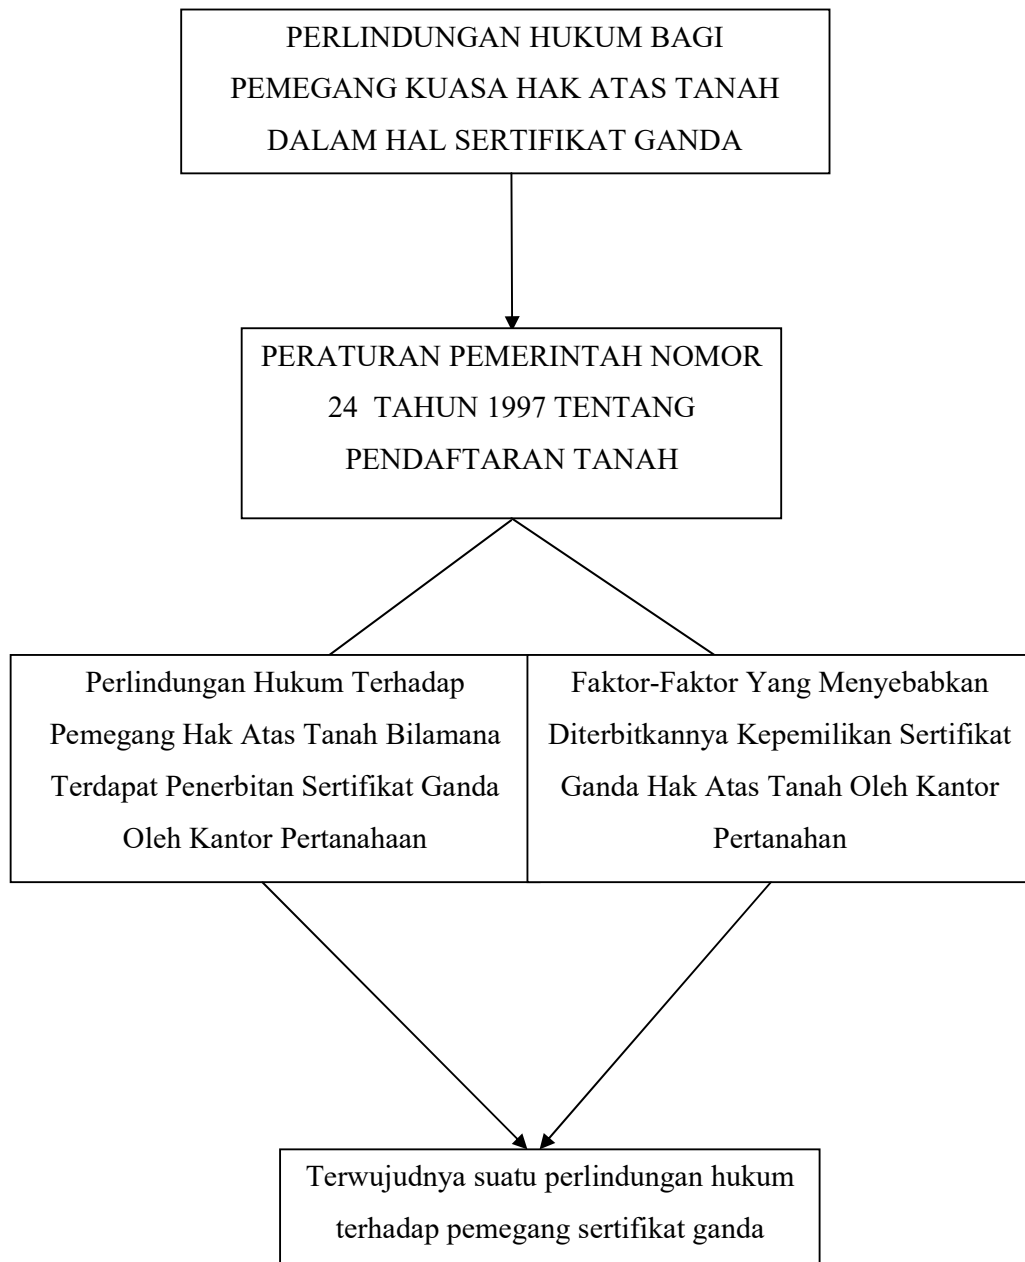 PERLINDUNGAN HUKUM BAGI
PEMEGANG KUASA HAK ATAS TANAH
DALAM HAL SERTIFIKAT GANDA
PERATURAN PEMERINTAH NOMOR
24 TAHUN 1997 TENTANG
PENDAFTARAN TANAH
Perlindungan Hukum Terhadap
Pemegang Hak Atas Tanah Bilamana
Terdapat Penerbitan Sertifikat Ganda
Oleh Kantor Pertanahaan
Faktor-Faktor Yang Menyebabkan
Diterbitkannya Kepemilikan Sertifikat
Ganda Hak Atas Tanah Oleh Kantor
Pertanahan
Terwujudnya suatu perlindungan hukum
terhadap pemegang sertifikat ganda